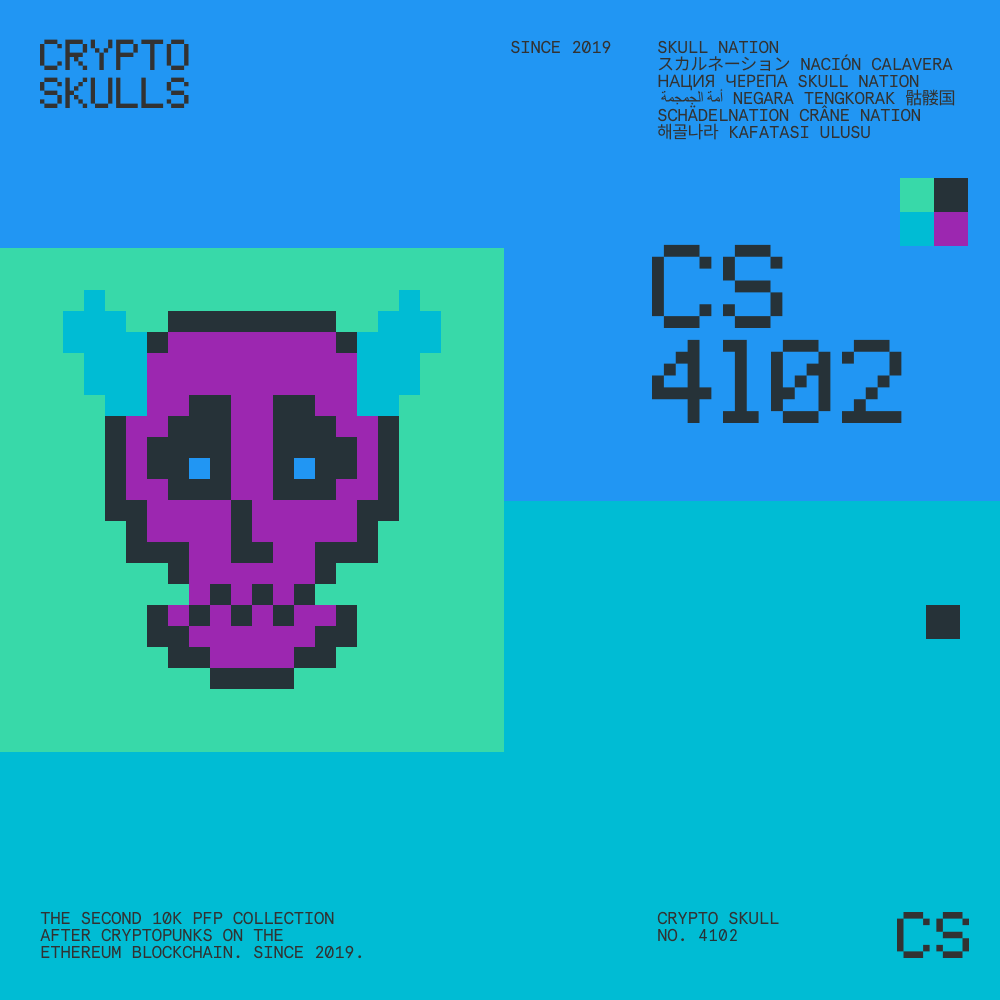 CRYPTO
SKULLS
SINCE 2019
SKULL NATION
スカルネーション NACIÓN CALAVERA
НАЦИЯ ЧЕРЕПА SKULL NATION
أمة الجمجمة NEGARA TENGKORAK 骷髅国
SCHÄDELNATION CRÂNE NATION
해골나라 KAFATASI ULUSU
CS
4102
THE SECOND 10K PFP COLLECTION
AFTER CRYPTOPUNKS ON THE
ETHEREUM BLOCKCHAIN. SINCE 2019.
CRYPTO SKULL
NO. 4102
CS